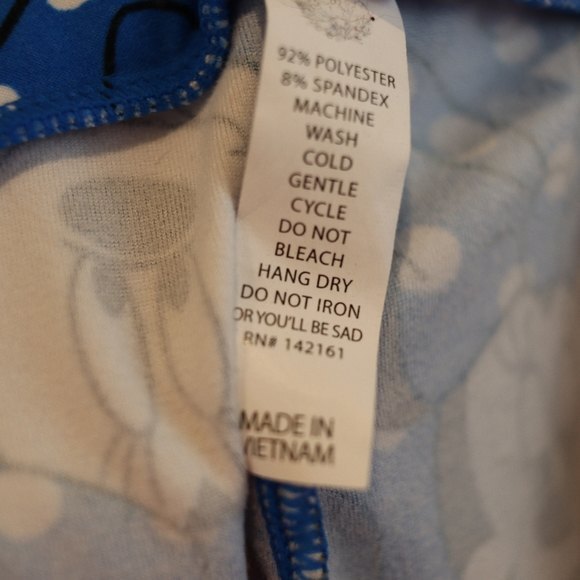 92% POLYESTER
8% SPANDEX
MACHINE
WASH
COLD
GENTLE
CYCLE
DO NOT
BLEACH
HANG DRY
DO NOT IRON
OR YOU'LL BE SAD
RN# 142161
MADE IN
VIETNAM